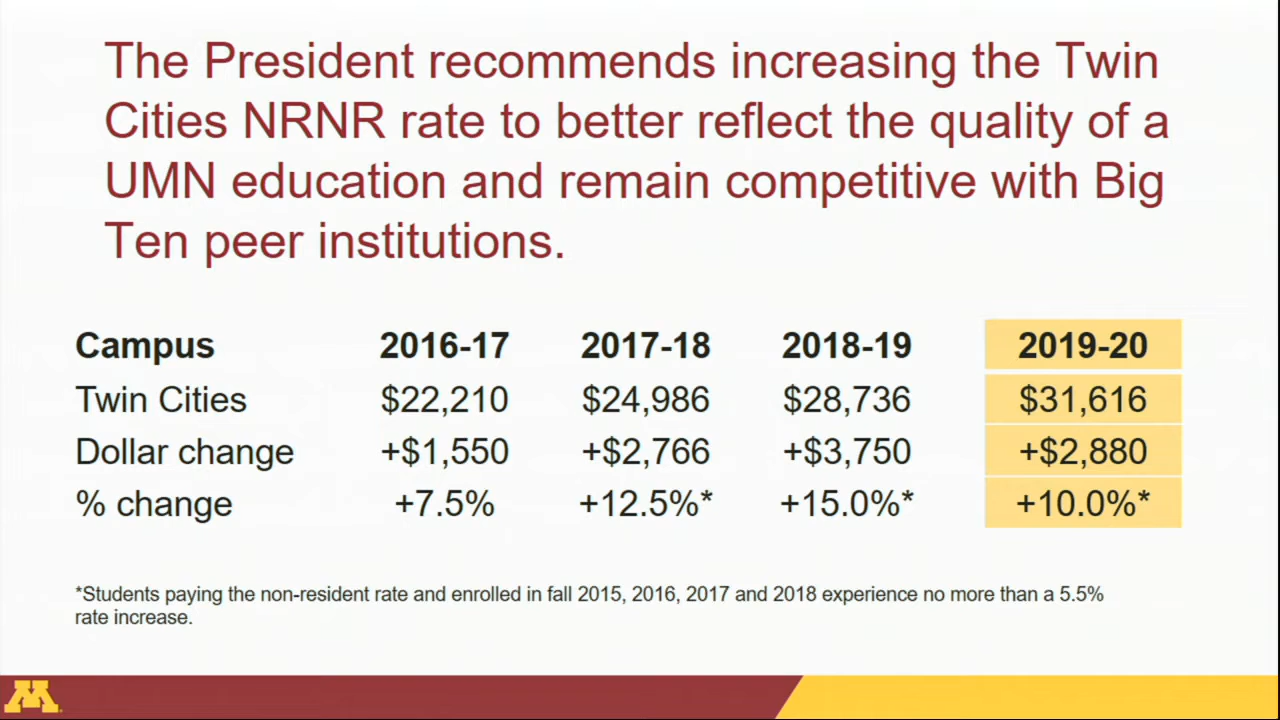 The President recommends increasing the Twin
Cities NRNR rate to better reflect the quality of a
UMN education and remain competitive with Big
Ten peer institutions.
Campus 2016-17 2017-18 2018-19 2019-20
Twin Cities $22,210 $24,986 $28,736 $31,616
Dollar change +$1,550 +$2,766 +$3,750 +$2,880
% change +7.5% +12.5%* +15.0%* +10.0%*
*Students paying the non-resident rate and enrolled in fall 2015, 2016, 2017 and 2018 experience no more than a 5.5%
rate increase.
M